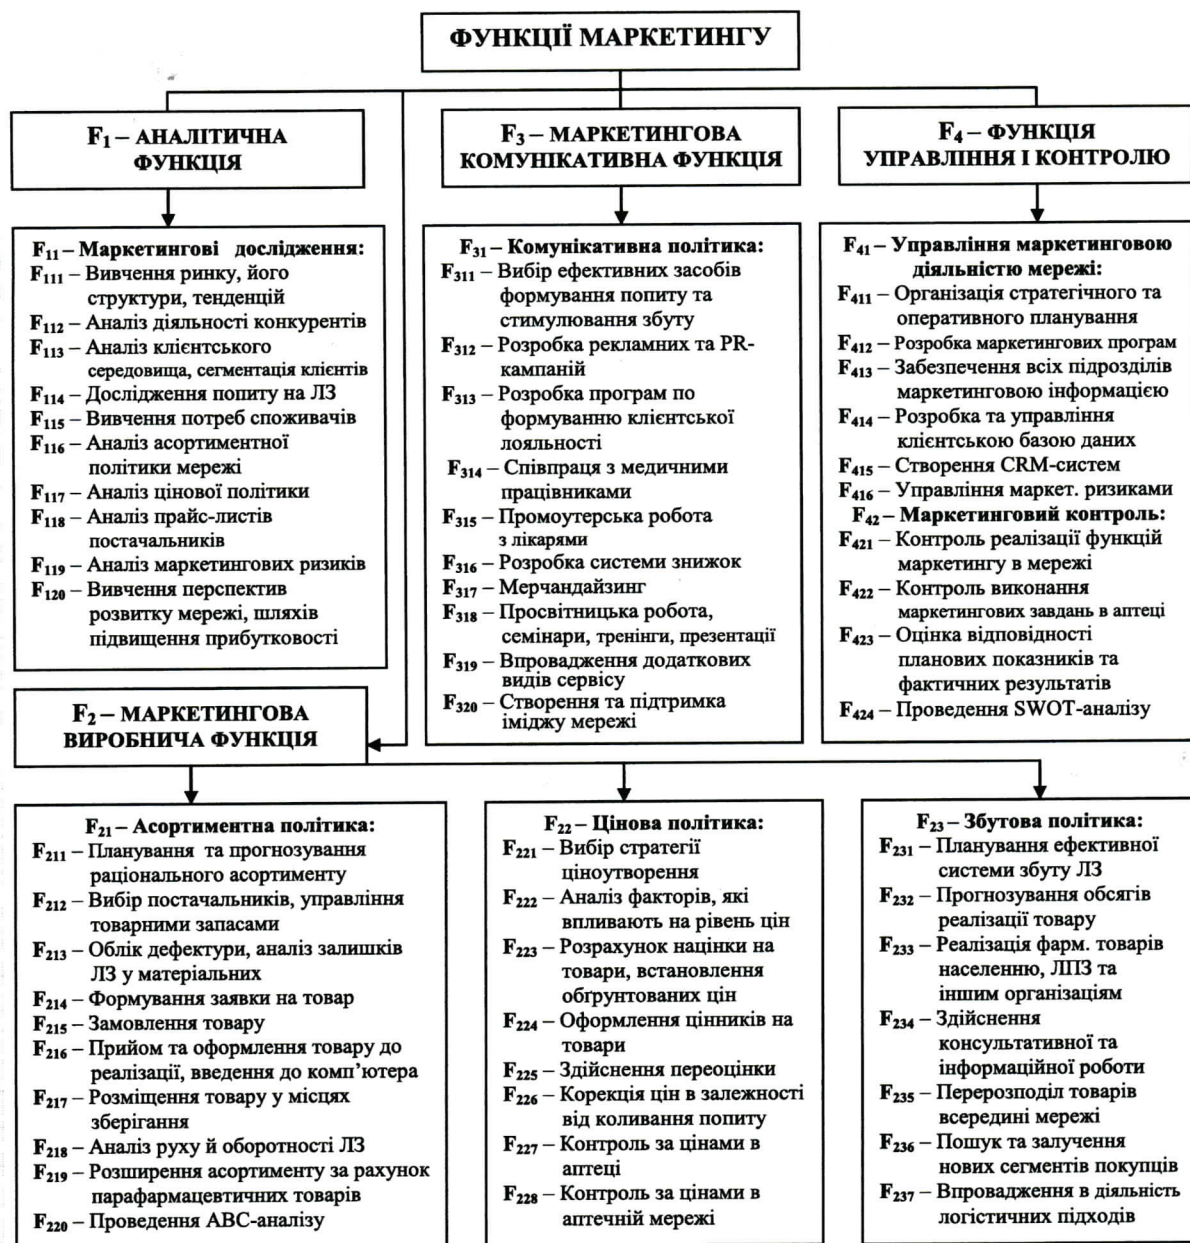 ФУНКЦІЇ МАРКЕТИНГУ
F1 – АНАЛІТИЧНА
ФУНКЦІЯ
F11 – Маркетингові дослідження:
F111 – Вивчення ринку, його
структури, тенденцій
F112 – Аналіз діяльності конкурентів
F113 – Аналіз клієнтського
середовища, сегментація клієнтів
F114 – Дослідження попиту на ЛЗ
F115 – Вивчення потреб споживачів
F116 – Аналіз асортиментної
політики мережі
F117 – Аналіз цінової політики
F118 – Аналіз прайс-листів
постачальників
F119 – Аналіз маркетингових ризиків
F120 – Вивчення перспектив
розвитку мережі, шляхів
підвищення прибутковості
F3 – МАРКЕТИНГОВА
КОМУНІКАТИВНА ФУНКЦІЯ
F31 – Комунікативна політика:
F311 – Вибір ефективних засобів
формування попиту та
стимулювання збуту
F312 – Розробка рекламних та PR-
кампаній
F313 – Розробка програм по
формуванню клієнтської
лояльності
F314 – Співпраця з медичними
працівниками
F315 – Промоутерська робота
з лікарями
F316 – Розробка системи знижок
F317 – Мерчандайзинг
F318 – Просвітницька робота,
семінари, тренінги, презентації
F319 – Впровадження додаткових
видів сервісу
F320 – Створення та підтримка
іміджу мережі
F4 – ФУНКЦІЯ
УПРАВЛІННЯ І КОНТРОЛЮ
F41 – Управління маркетинговою
діяльністю мережі:
F411 – Організація стратегічного та
оперативного планування
F412 – Розробка маркетингових програм
F413 – Забезпечення всіх підрозділів
маркетинговою інформацією
F414 – Розробка та управління
клієнтською базою даних
F415 – Створення CRM-систем
F416 – Управління маркет. ризиками
F42 – Маркетинговий контроль:
F421 – Контроль реалізації функцій
маркетингу в мережі
F422 – Контроль виконання
маркетингових завдань в аптеці
F423 – Оцінка відповідності
планових показників та
фактичних результатів
F424 – Проведення SWOT-аналізу
F2 – МАРКЕТИНГОВА
ВИРОБНИЧА ФУНКЦІЯ
F21 – Асортиментна політика:
F211 – Планування та прогнозування
раціонального асортименту
F212 – Вибір постачальників, управління
товарними запасами
F213 – Облік дефектури, аналіз залишків
ЛЗ у матеріальних
F214 – Формування заявки на товар
F215 – Замовлення товару
F216 – Прийом та оформлення товару до
реалізації, введення до комп’ютера
F217 – Розміщення товару у місцях
зберігання
F218 – Аналіз руху й оборотності ЛЗ
F219 – Розширення асортименту за рахунок
парафармацевтичних товарів
F220 – Проведення АВС-аналізу
F22 – Цінова політика:
F221 – Вибір стратегії
ціноутворення
F222 – Аналіз факторів, які
впливають на рівень цін
F223 – Розрахунок націнки на
товари, встановлення
обґрунтованих цін
F224 – Оформлення цінників на
товари
F225 – Здійснення переоцінки
F226 – Корекція цін в залежності
від коливання попиту
F227 – Контроль за цінами в
аптеці
F228 – Контроль за цінами в
аптечній мережі
F23 – Збутова політика:
F231 – Планування ефективної
системи збуту ЛЗ
F232 – Прогнозування обсягів
реалізації товару
F233 – Реалізація фарм. товарів
населенню, ЛПЗ та
іншим організаціям
F234 – Здійснення
консультативної та
інформаційної роботи
F235 – Перерозподіл товарів
всередині мережі
F236 – Пошук та залучення
нових сегментів покупців
F237 – Впровадження в діяльність
логістичних підходів